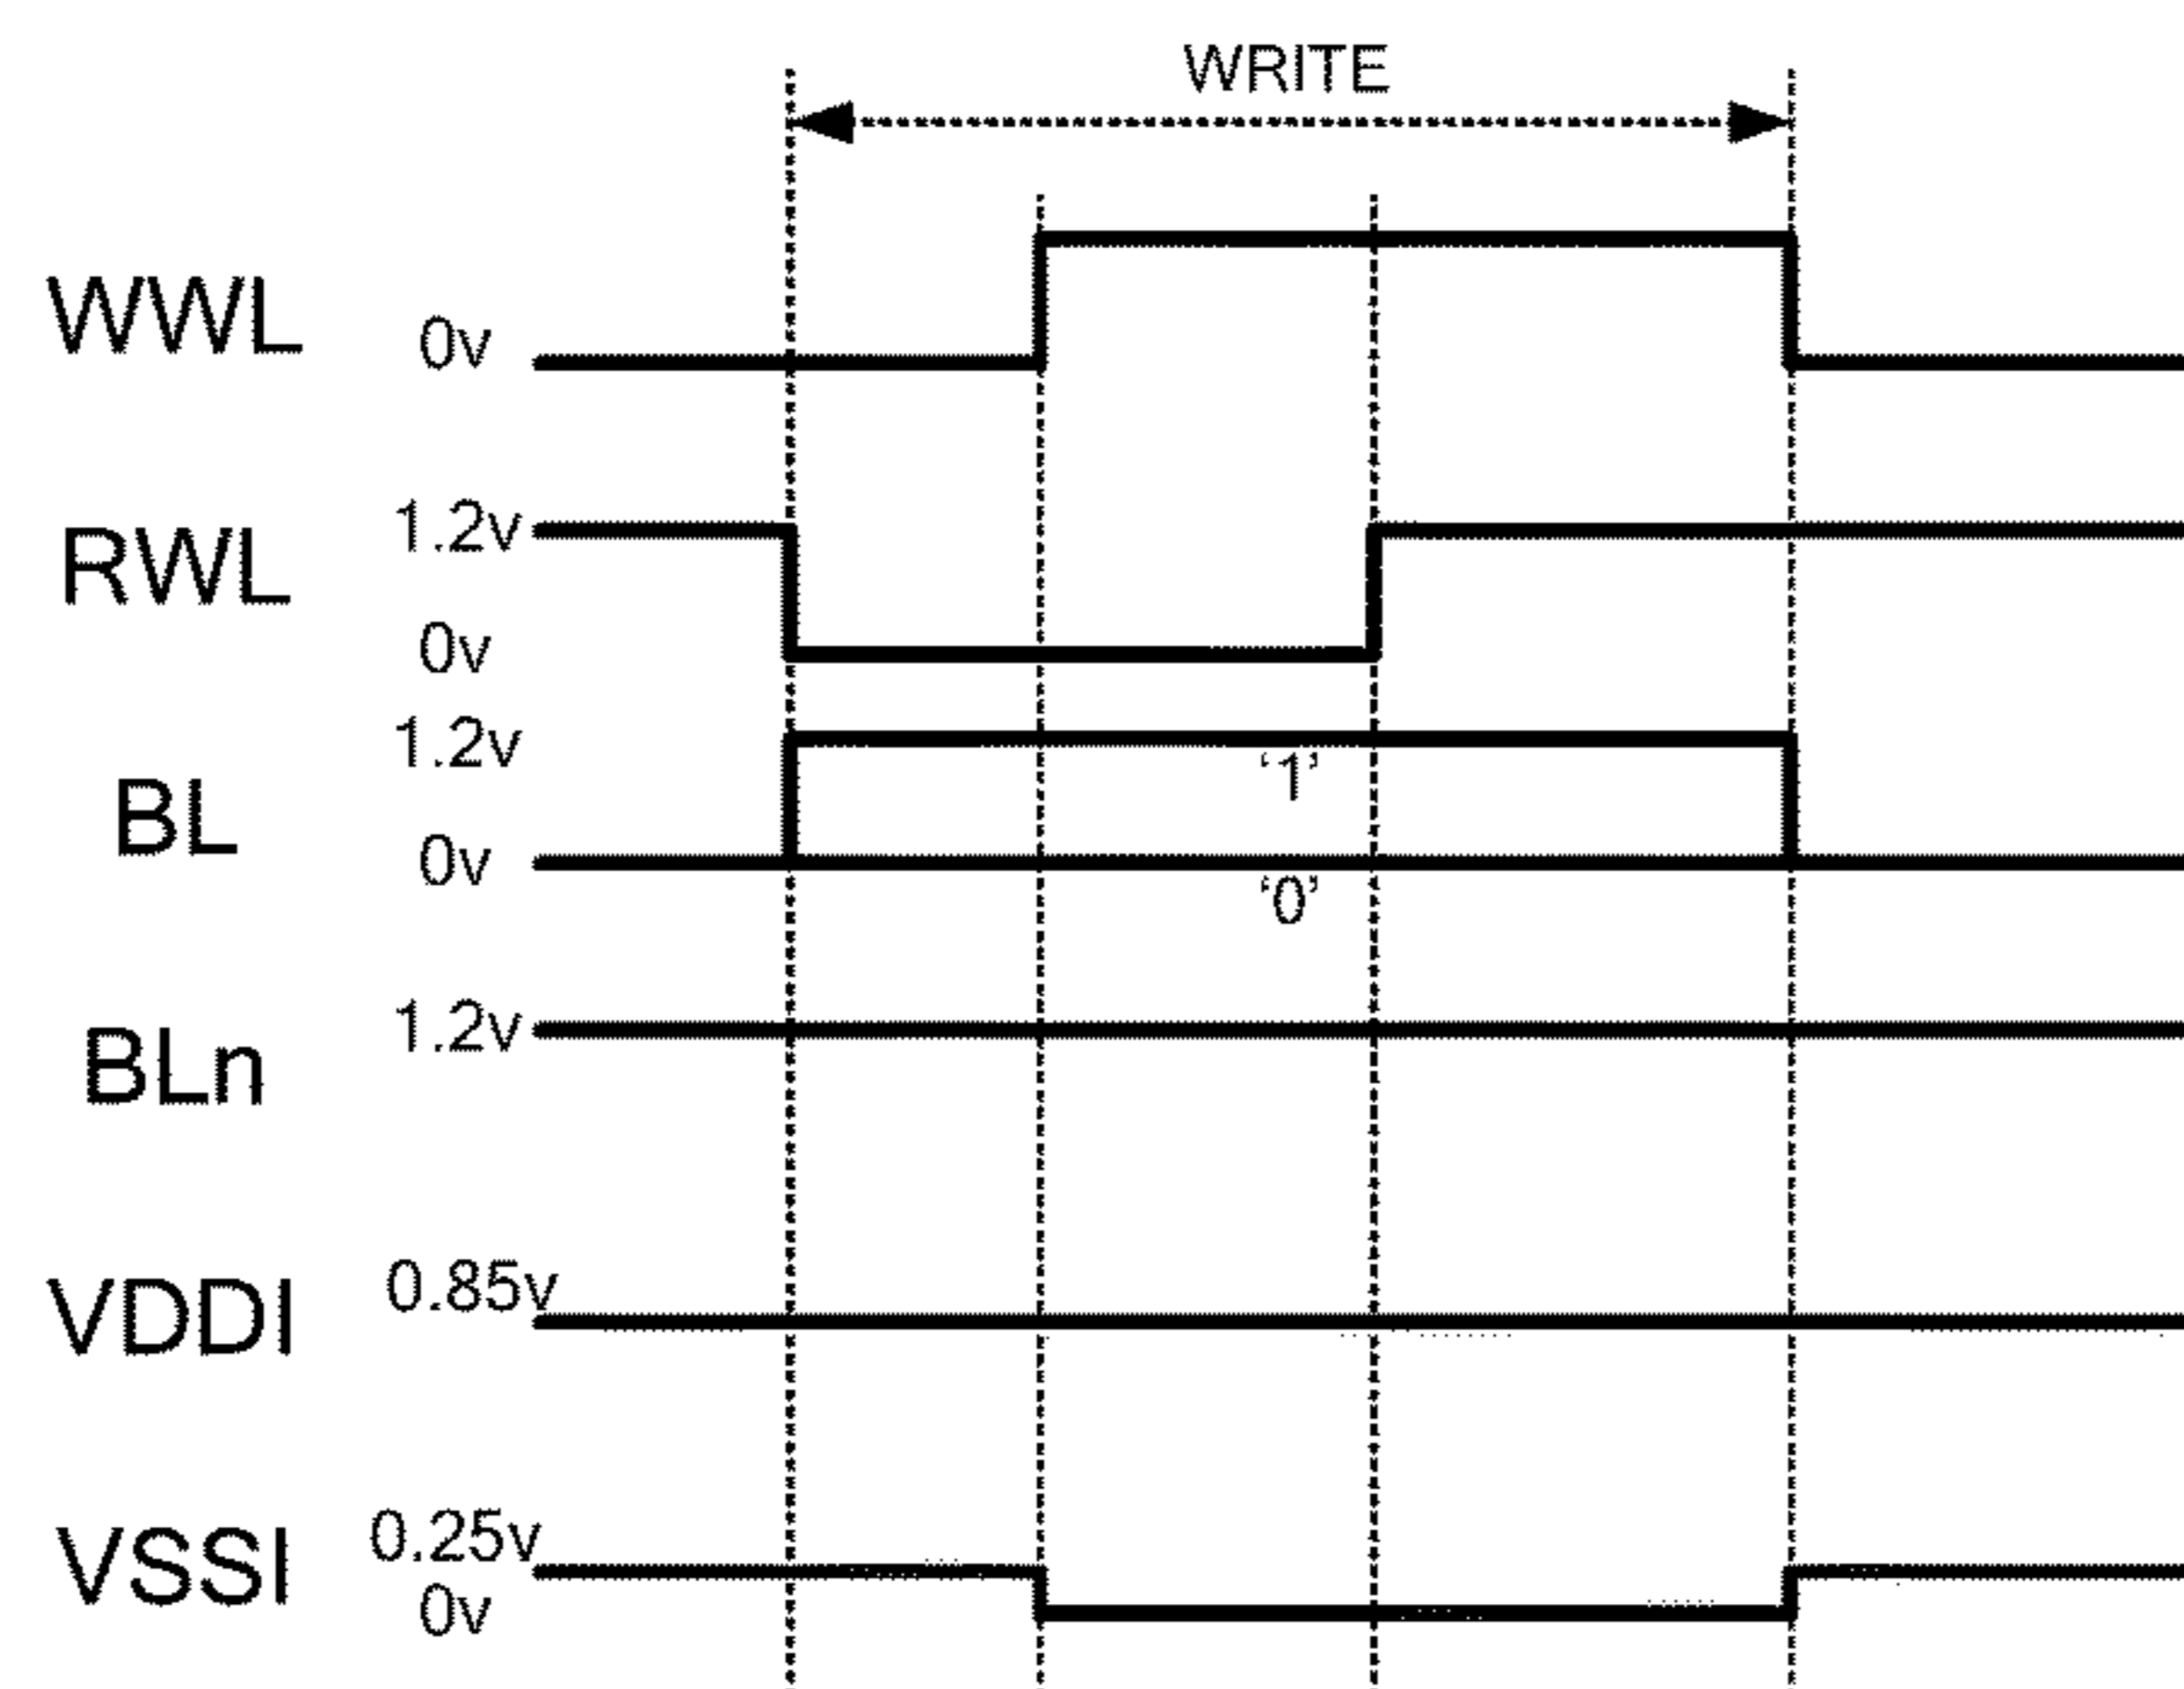 WRITE
WWL 0v
RWL 1.2v
0v
BL 1.2v
'1'
0v
'0'
BLn 1.2v
VDDI 0.85v
VSSI 0.25v
0v